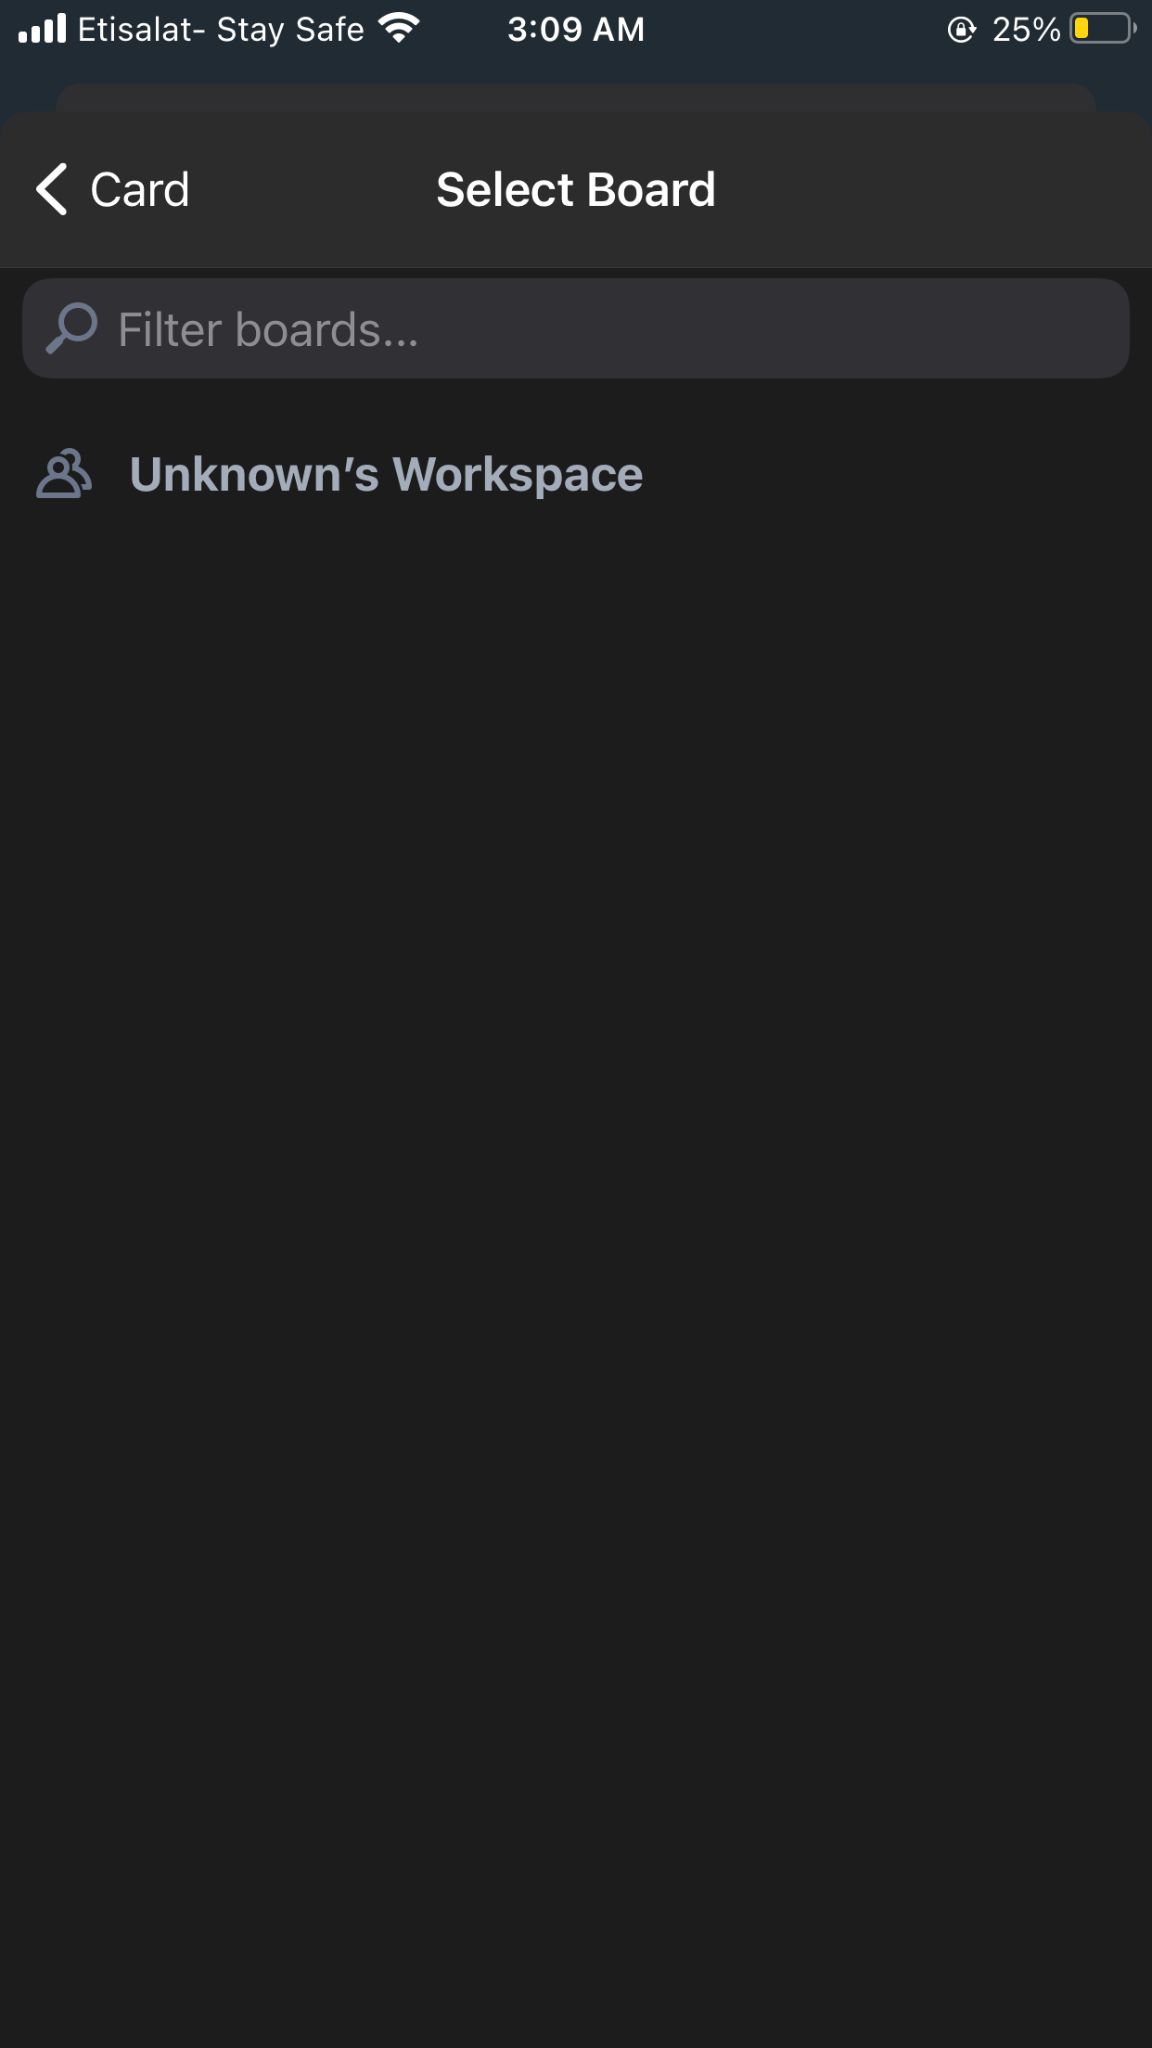 Etisalat- Stay Safe 3:09 AM 25%
Card Select Board
Filter boards...
Unknown’s Workspace